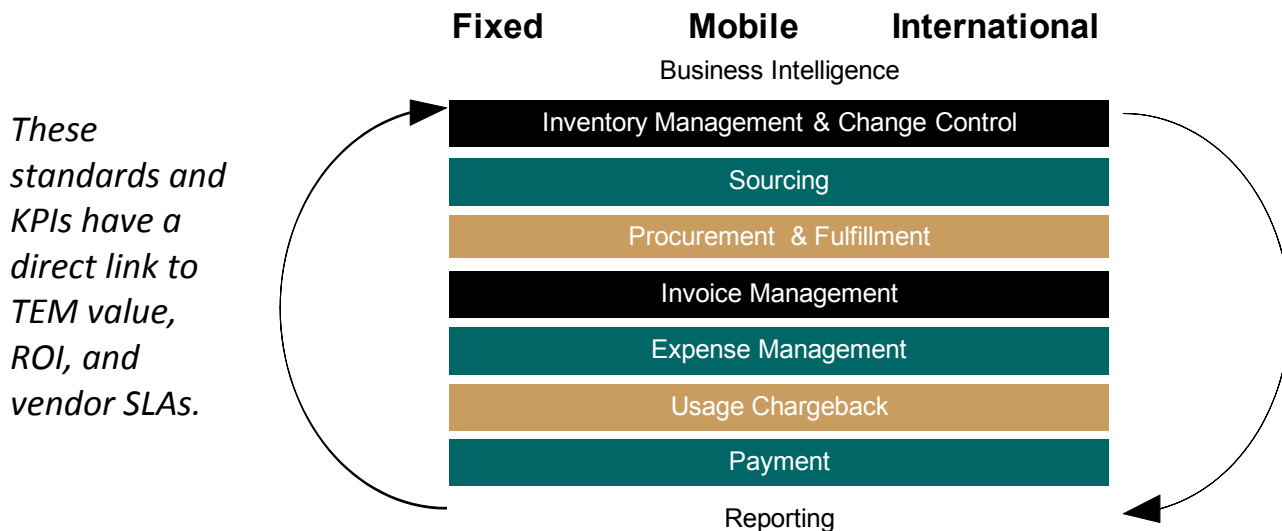 Fixed Mobile International
Business Intelligence
These
standards and
KPIs have a
direct link to
TEM value,
ROI, and
vendor SLAs.
Inventory Management & Change Control
Sourcing
Procurement & Fulfillment
Invoice Management
Expense Management
Usage Chargeback
Payment
Reporting